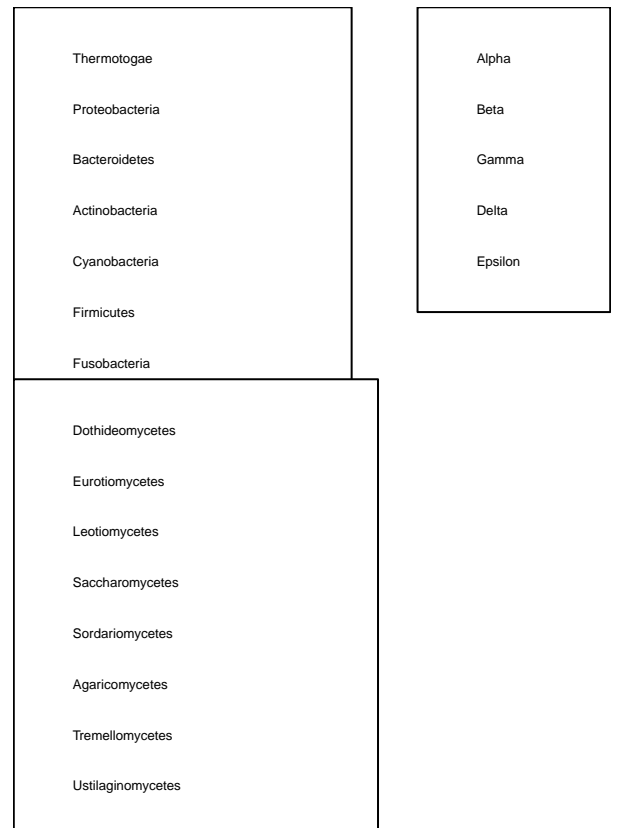 Thermotogae
Proteobacteria
Bacteroidetes
Actinobacteria
Cyanobacteria
Firmicutes
Fusobacteria
Alpha
Beta
Gamma
Delta
Epsilon
Dothideomycetes
Eurotiomycetes
Leotiomycetes
Saccharomycetes
Sordariomycetes
Agaricomycetes
Tremellomycetes
Ustilaginomycetes